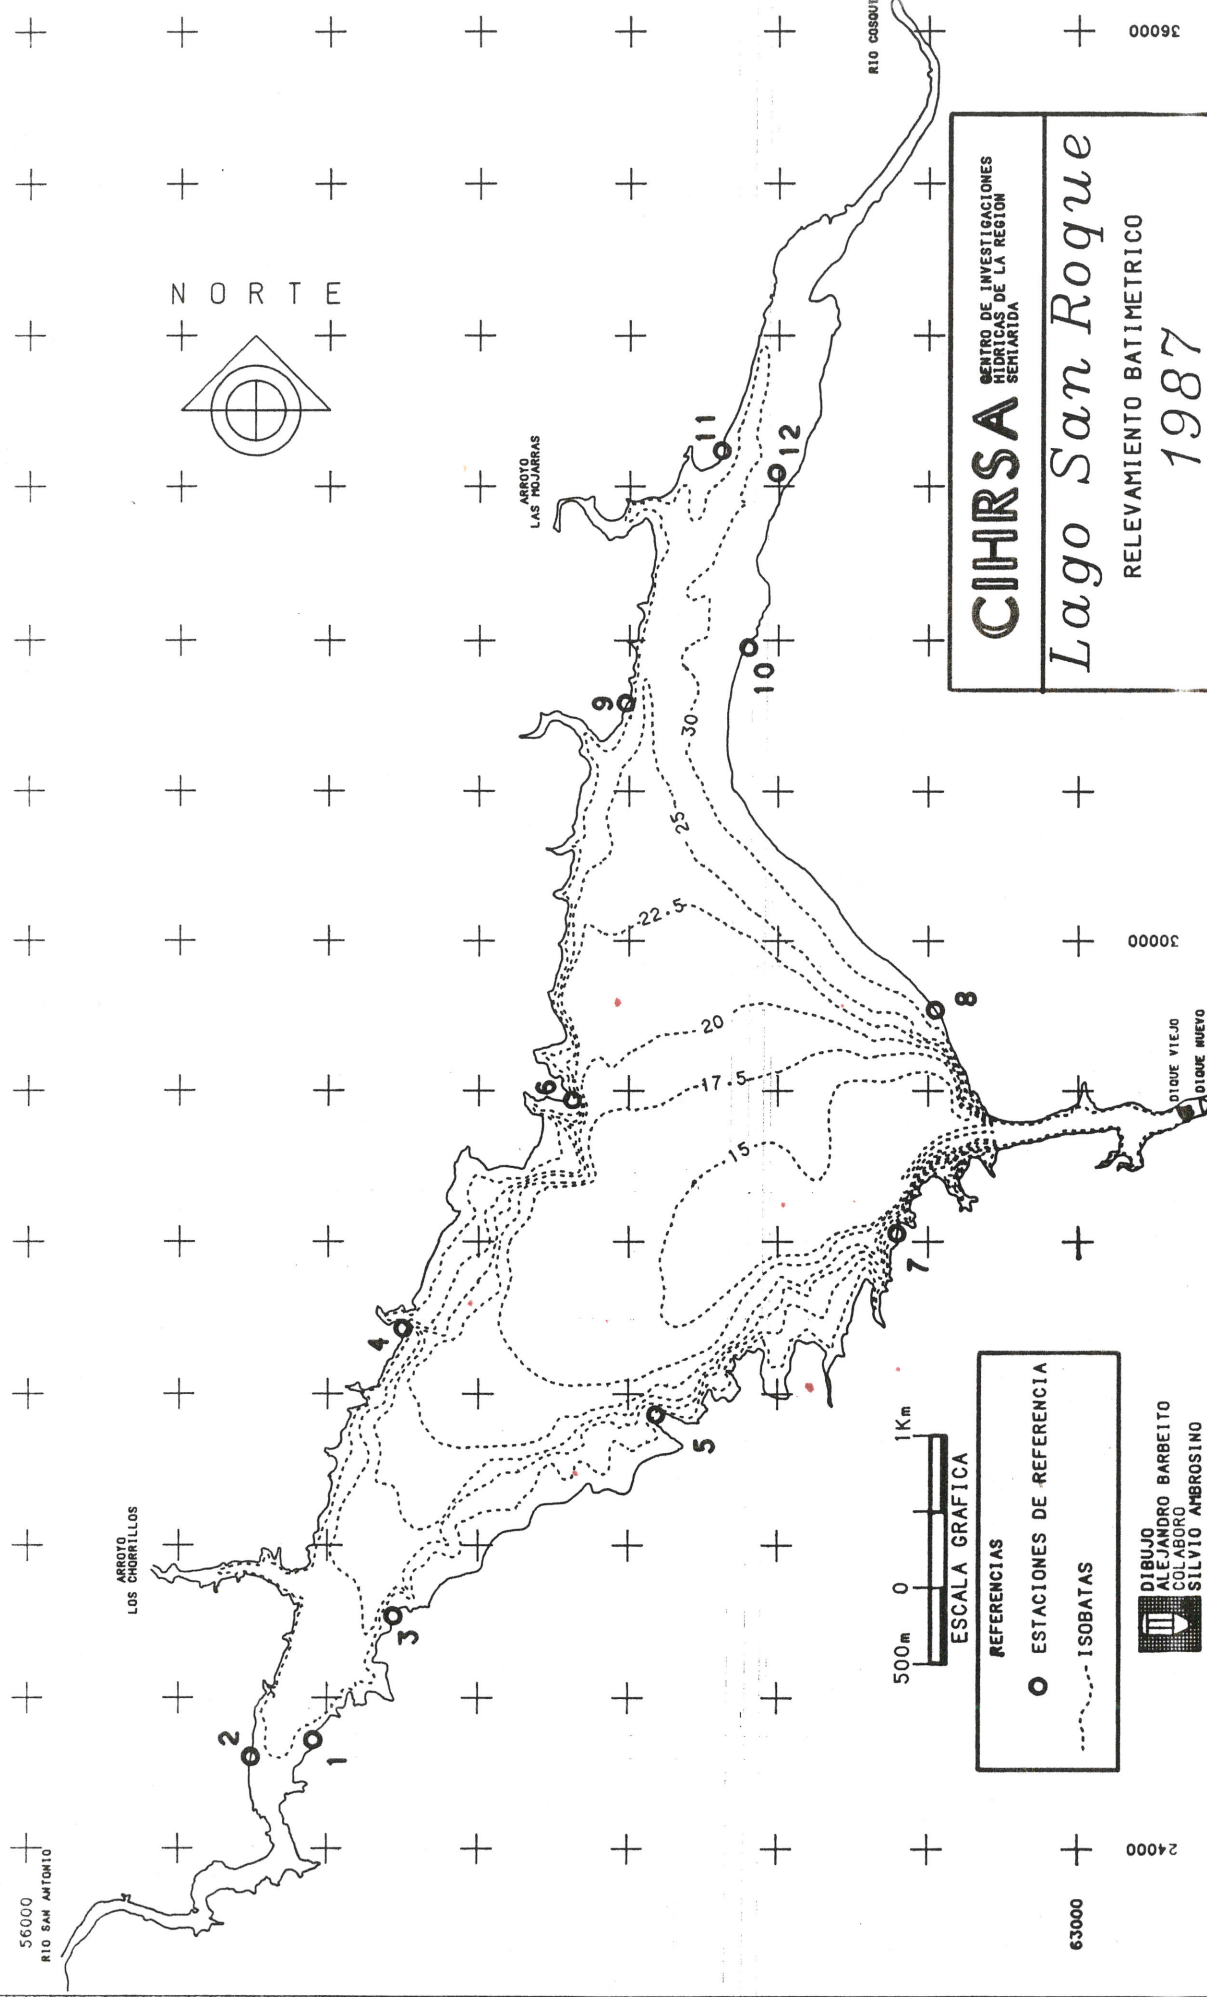 RIO COSQUI
36000
NORTE
CIHRSA
CENTRO DE INVESTIGACIONES
HIDRICAS DE LA REGION
SEMIARIDA
Lago San Roque
RELEVAMIENTO BATIMETRICO
1987
ARROYO
LAS MOJARRAS
11
12
10
9
30
25
22.5
30000
8
20
17.5
15
6
DIQUE VIEJO
DIQUE NUEVO
7
4
5
3
ARROYO
LOS CHORRILLOS
2
1
500m 0 1Km
ESCALA GRAFICA
REFERENCIAS
ESTACIONES DE REFERENCIA
ISOBATAS
DIBUJO
ALEJANDRO BARBEITO
COLABORO
SILVIO AMBROSINO
24000
56000
RIO SAN ANTONIO
63000